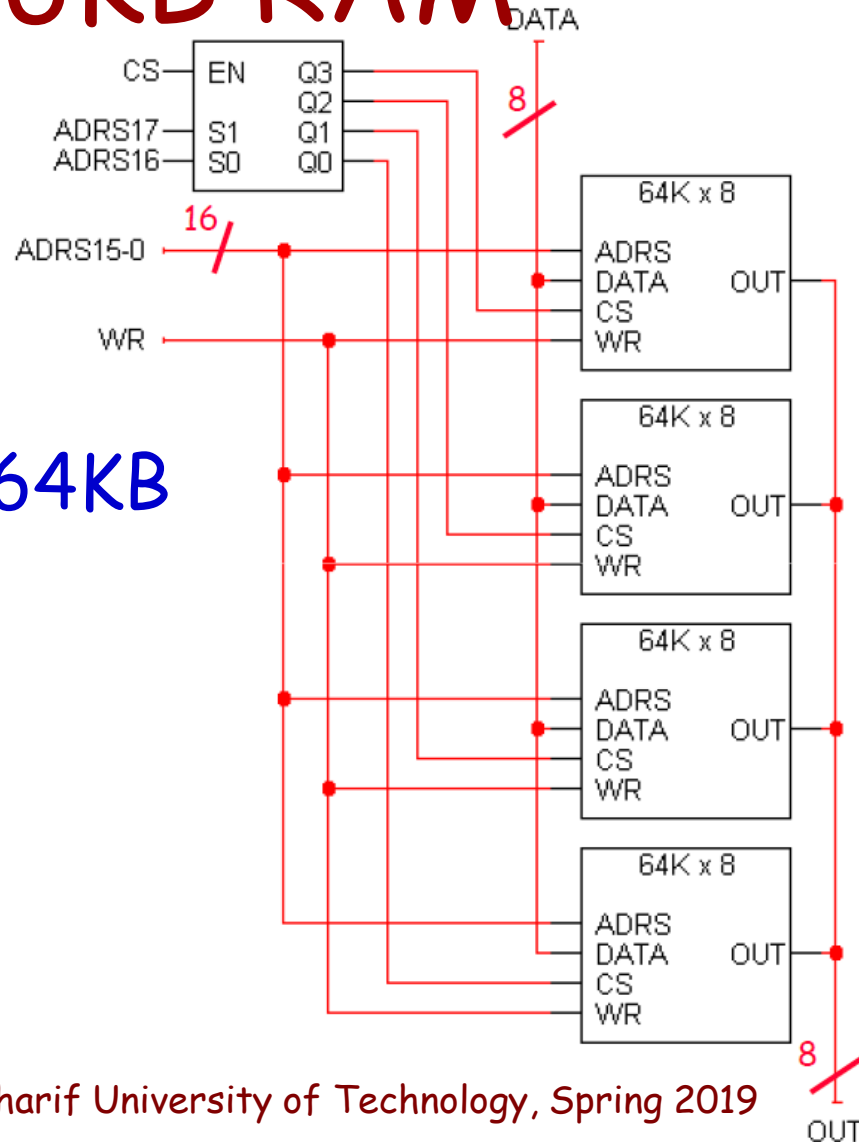 RAM
DATA
CS
EN
Q3
Q2
8
ADRS17
S1
Q1
ADRS16
S0
Q0
64K x 8
16
ADRS15-0
ADRS
DATA
OUT
CS
WR
WR
64K x 8
64KB
ADRS
DATA
OUT
CS
WR
64K x 8
ADRS
DATA
OUT
CS
WR
64K x 8
ADRS
DATA
OUT
CS
WR
8
harif University of Technology, Spring 2019
OUT